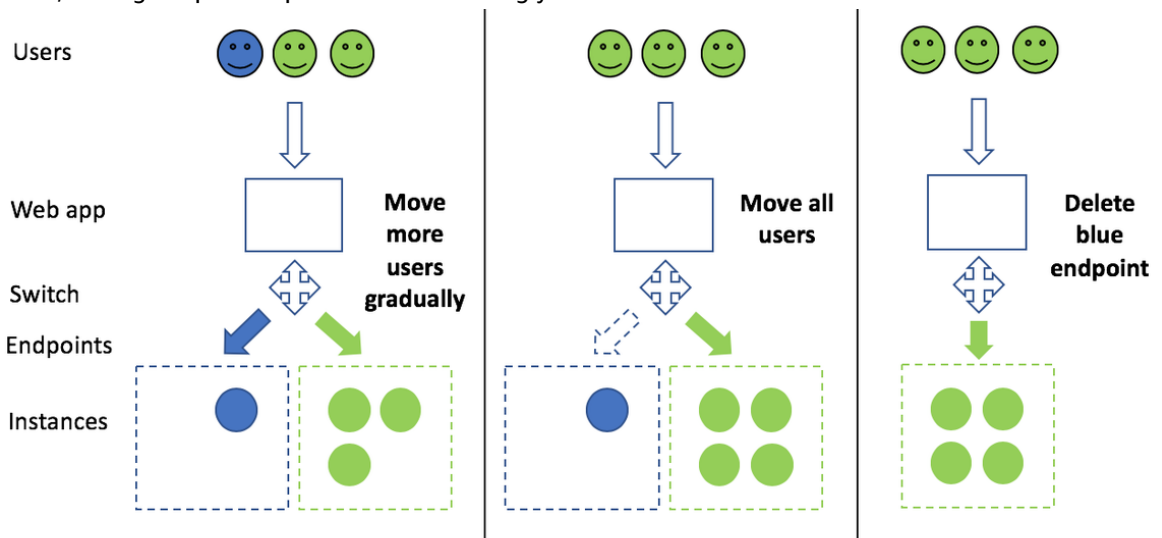 Users
Web app
Switch
Endpoints
Instances
Move
more
users
gradually
Move all
users
Delete
blue
endpoint